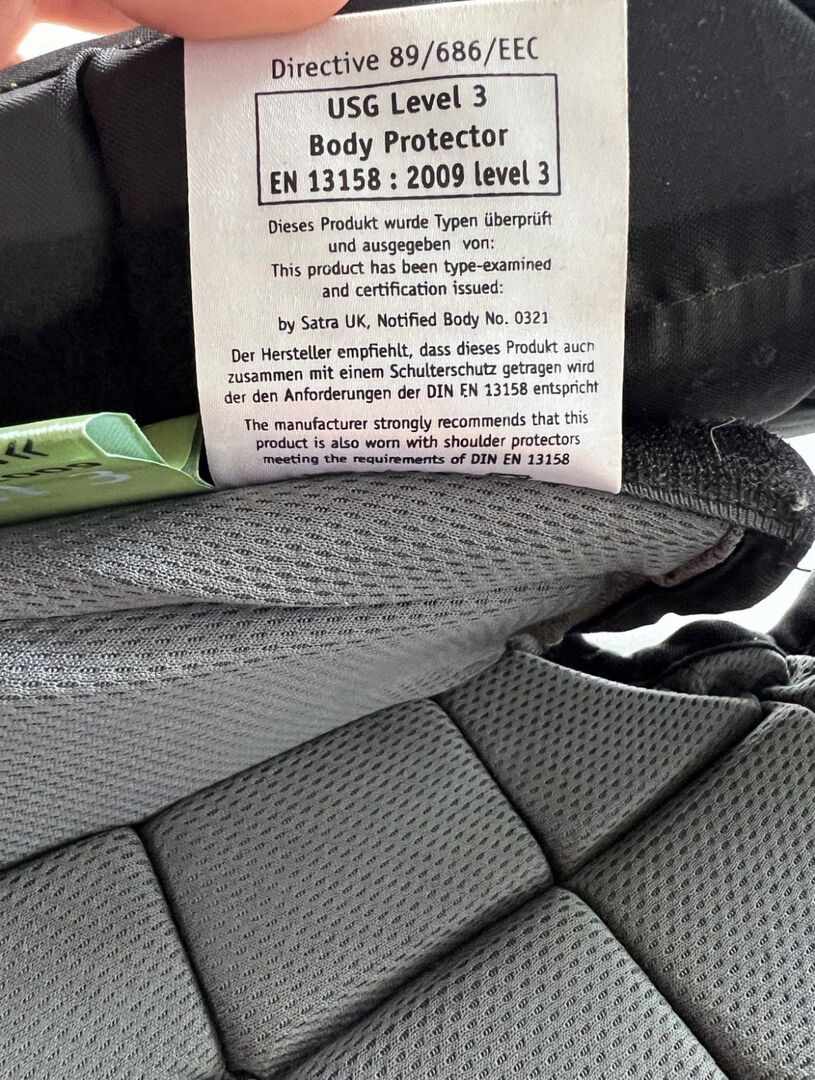 Directive 89/686/EEC
USG Level 3
Body Protector
EN 13158 : 2009 level 3
Dieses Produkt wurde Typen überprüft
und ausgegeben von:
This product has been type-examined
and certification issued:
by Satra UK, Notified Body No. 0321
Der Hersteller empfiehlt, dass dieses Produkt auch
zusammen mit einem Schulterschutz getragen wird
der den Anforderungen der DIN EN 13158 entspricht
The manufacturer strongly recommends that this
product is also worn with shoulder protectors
meeting the requirements of DIN EN 13158